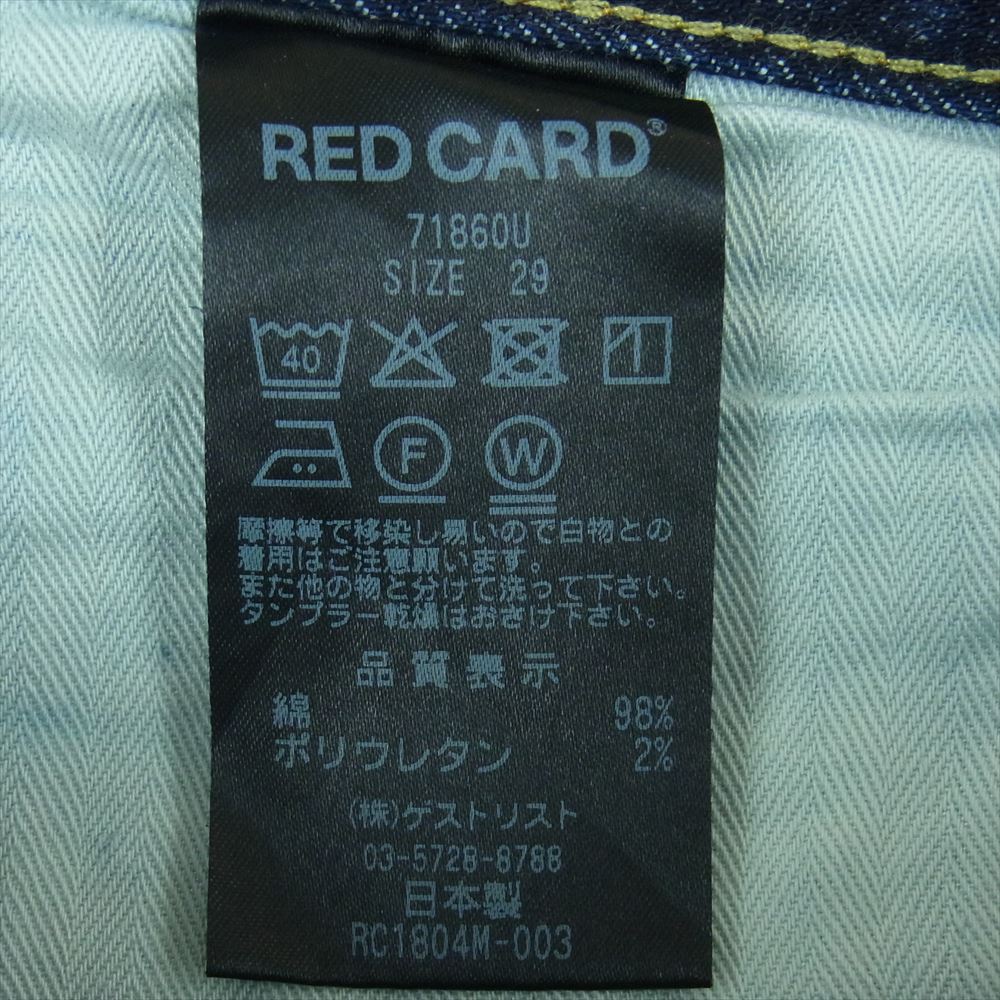 RED CARD®
71860U
SIZE 29
40
F W
摩擦等で移染し易いので白物との
着用はご注意願います。
また他の物と分けて洗って下さい。
タンブラー乾燥はおさけ下さい。
品質表示
綿 98%
ポリウレタン 2%
(株)ゲストリスト
03-5728-8788
日本製
RC1804M-003